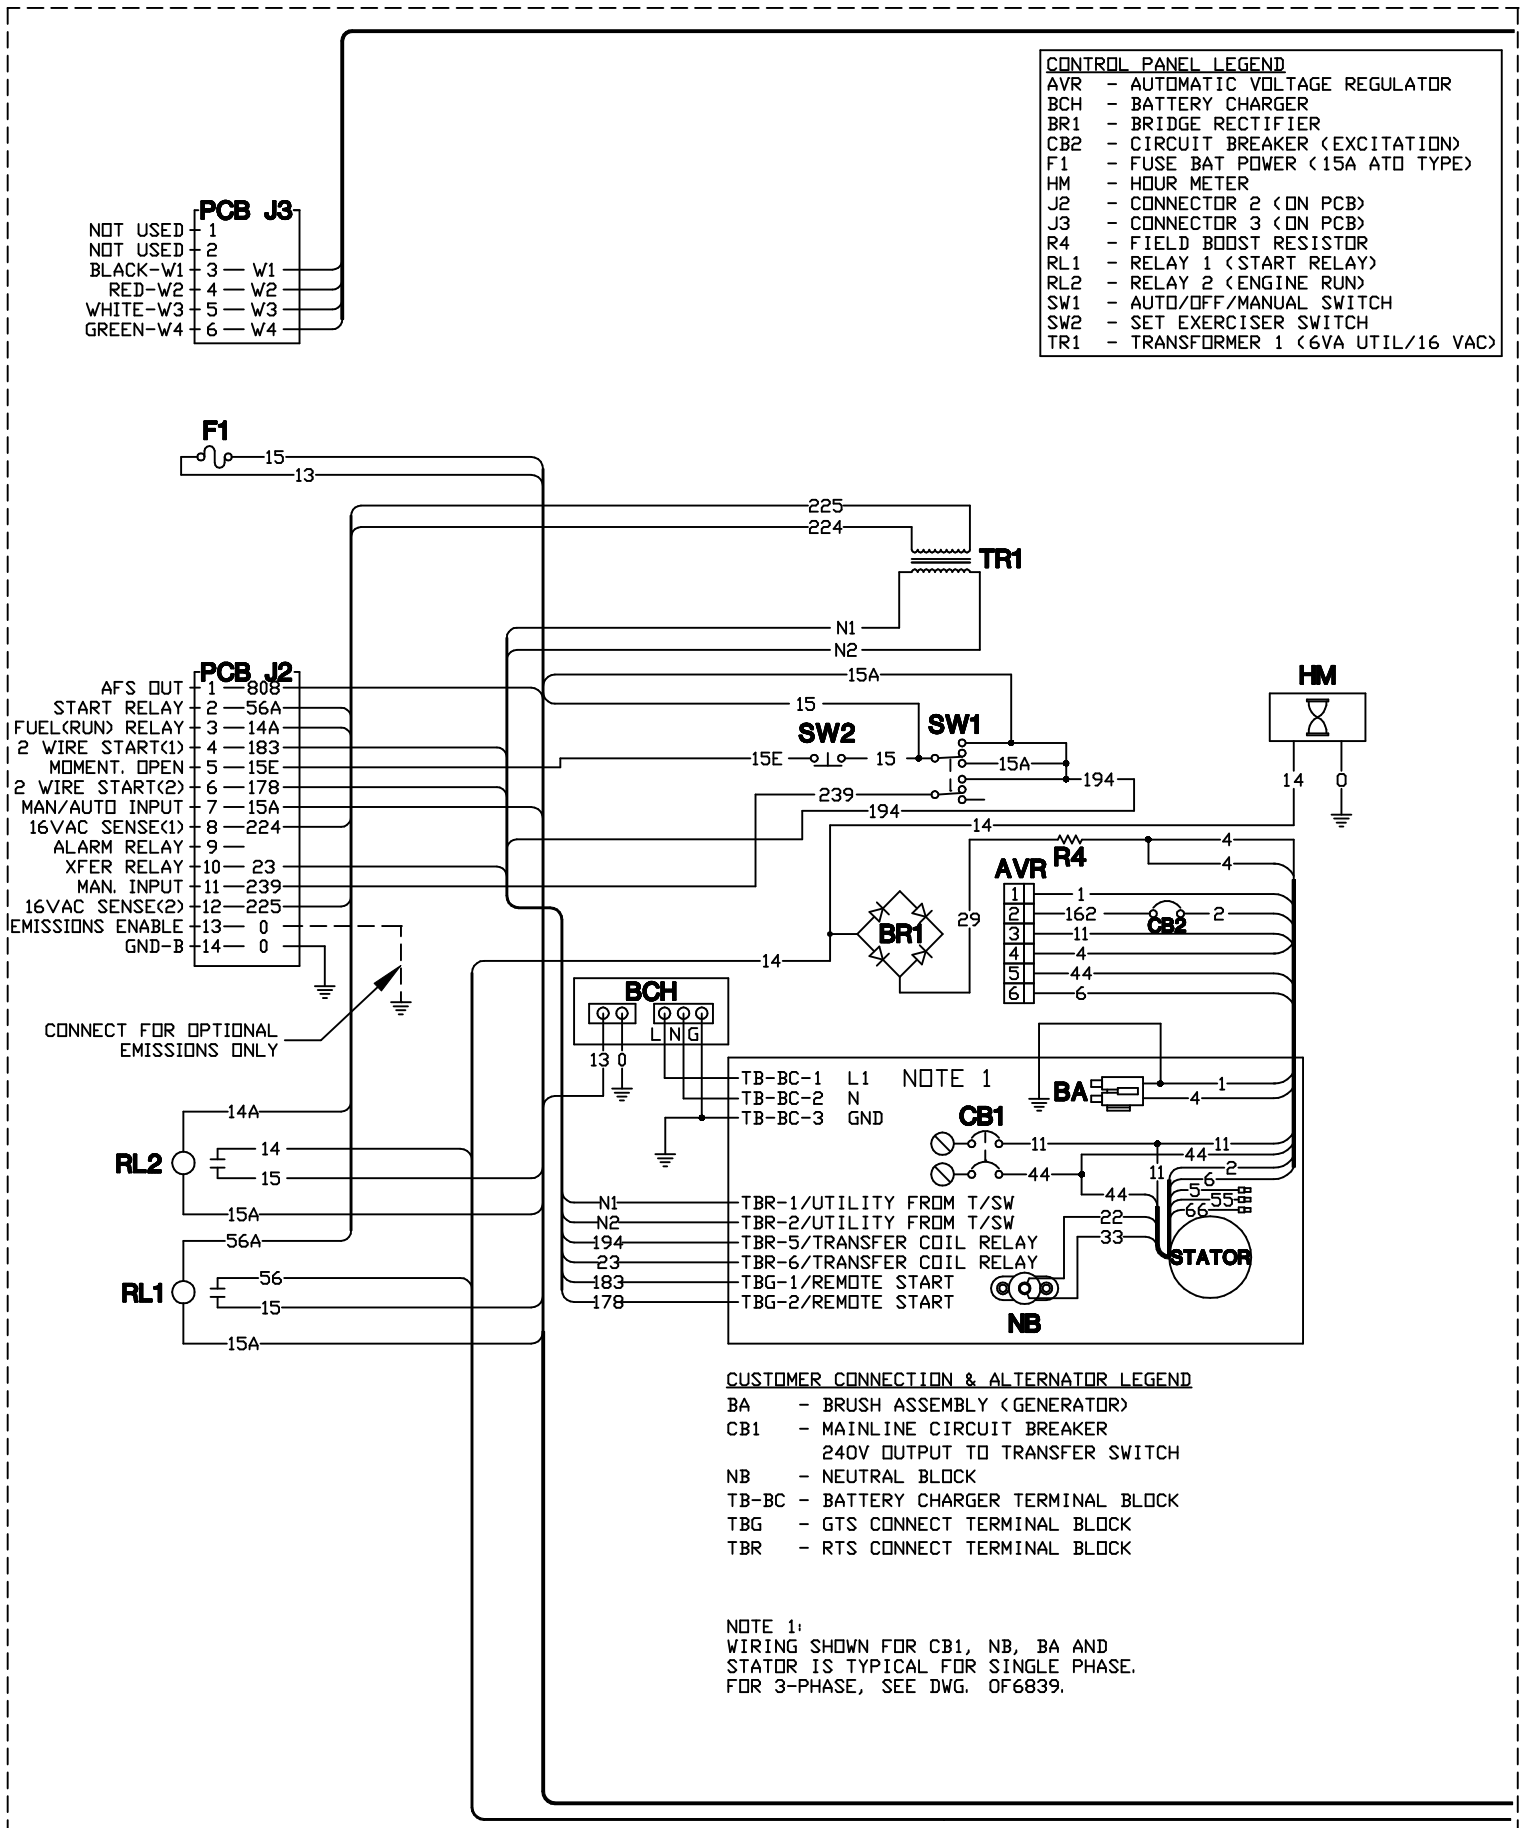 CONTROL PANEL LEGEND
AVR - AUTOMATIC VOLTAGE REGULATOR
BCH - BATTERY CHARGER
BR1 - BRIDGE RECTIFIER
CB2 - CIRCUIT BREAKER (EXCITATION)
F1 - FUSE BAT POWER (15A ATO TYPE)
HM - HOUR METER
J2 - CONNECTOR 2 (ON PCB)
J3 - CONNECTOR 3 (ON PCB)
R4 - FIELD BOOST RESISTOR
RL1 - RELAY 1 (START RELAY)
RL2 - RELAY 2 (ENGINE RUN)
SW1 - AUTO/OFF/MANUAL SWITCH
SW2 - SET EXERCISER SWITCH
TR1 - TRANSFORMER 1 (6VA UTIL/16 VAC)
PCB J3
NOT USED 1
NOT USED 2
BLACK-W1 3 W1
RED-W2 4 W2
WHITE-W3 5 W3
GREEN-W4 6 W4
F1
15
13
225
224
TR1
N1
N2
15A
15
HM
14 0
PCB J2
AFS OUT 1 808
START RELAY 2 56A
FUEL(RUN) RELAY 3 14A
2 WIRE START(1) 4 183
MOMENT. OPEN 5 15E
2 WIRE START(2) 6 178
MAN/AUTO INPUT 7 15A
16VAC SENSE(1) 8 224
ALARM RELAY 9
XFER RELAY 10 23
MAN. INPUT 11 239
16VAC SENSE(2) 12 225
EMISSIONS ENABLE 13 0
GND-B 14 0
CONNECT FOR OPTIONAL
EMISSIONS ONLY
SW2 SW1
15E 15 15A
239 194
194
14
R4 4
4
AVR
1 1
2 162 CB2 2
3 11
4 4
5 44
6 6
BR1 29
14
BCH
L N G
13 0
TB-BC-1 L1 NOTE 1
TB-BC-2 N
TB-BC-3 GND
BA 1
4
CB1
11 11
44 44
11
2
6
5
55
66
44
22
33
STATOR
NB
14A
RL2 14
15
15A
56A
RL1 56
15
15A
N1 TBR-1/UTILITY FROM T/SW
N2 TBR-2/UTILITY FROM T/SW
194 TBR-5/TRANSFER COIL RELAY
23 TBR-6/TRANSFER COIL RELAY
183 TBG-1/REMOTE START
178 TBG-2/REMOTE START
CUSTOMER CONNECTION & ALTERNATOR LEGEND
BA - BRUSH ASSEMBLY (GENERATOR)
CB1 - MAINLINE CIRCUIT BREAKER
240V OUTPUT TO TRANSFER SWITCH
NB - NEUTRAL BLOCK
TB-BC - BATTERY CHARGER TERMINAL BLOCK
TBG - GTS CONNECT TERMINAL BLOCK
TBR - RTS CONNECT TERMINAL BLOCK
NOTE 1:
WIRING SHOWN FOR CB1, NB, BA AND
STATOR IS TYPICAL FOR SINGLE PHASE.
FOR 3-PHASE, SEE DWG. 0F6839.